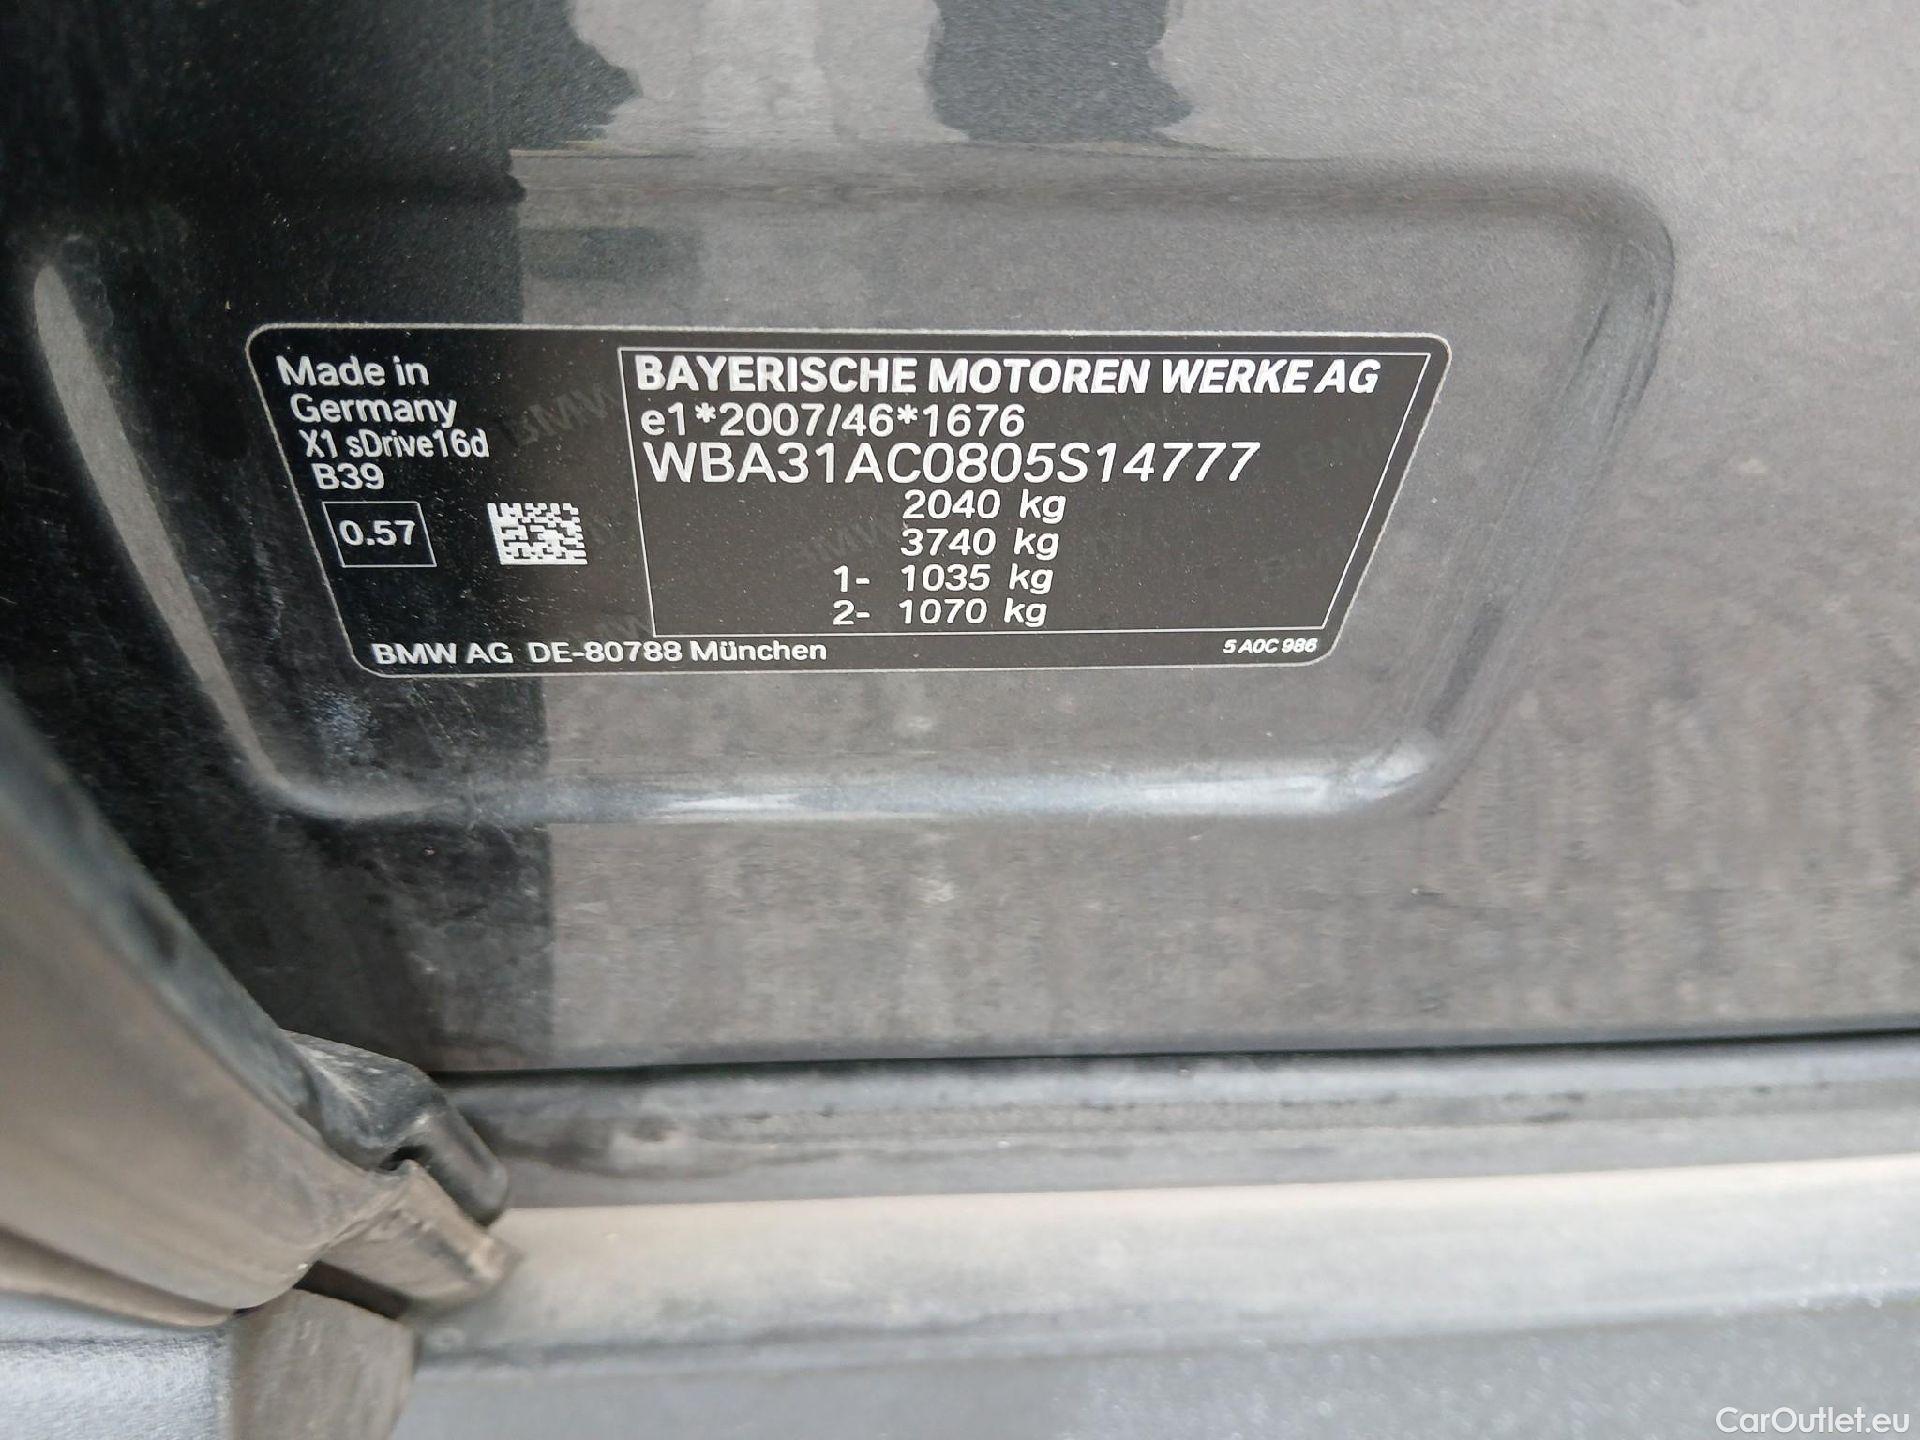 Made in
Germany
X1 sDrive16d
B39
0.57
BAYERISCHE MOTOREN WERKE AG
e1*2007/46*1676
WBA31AC0805S14777
2040 kg
3740 kg
1- 1035 kg
2- 1070 kg
BMW AG DE-80788 München
5 A0C 986
CarOutlet.eu